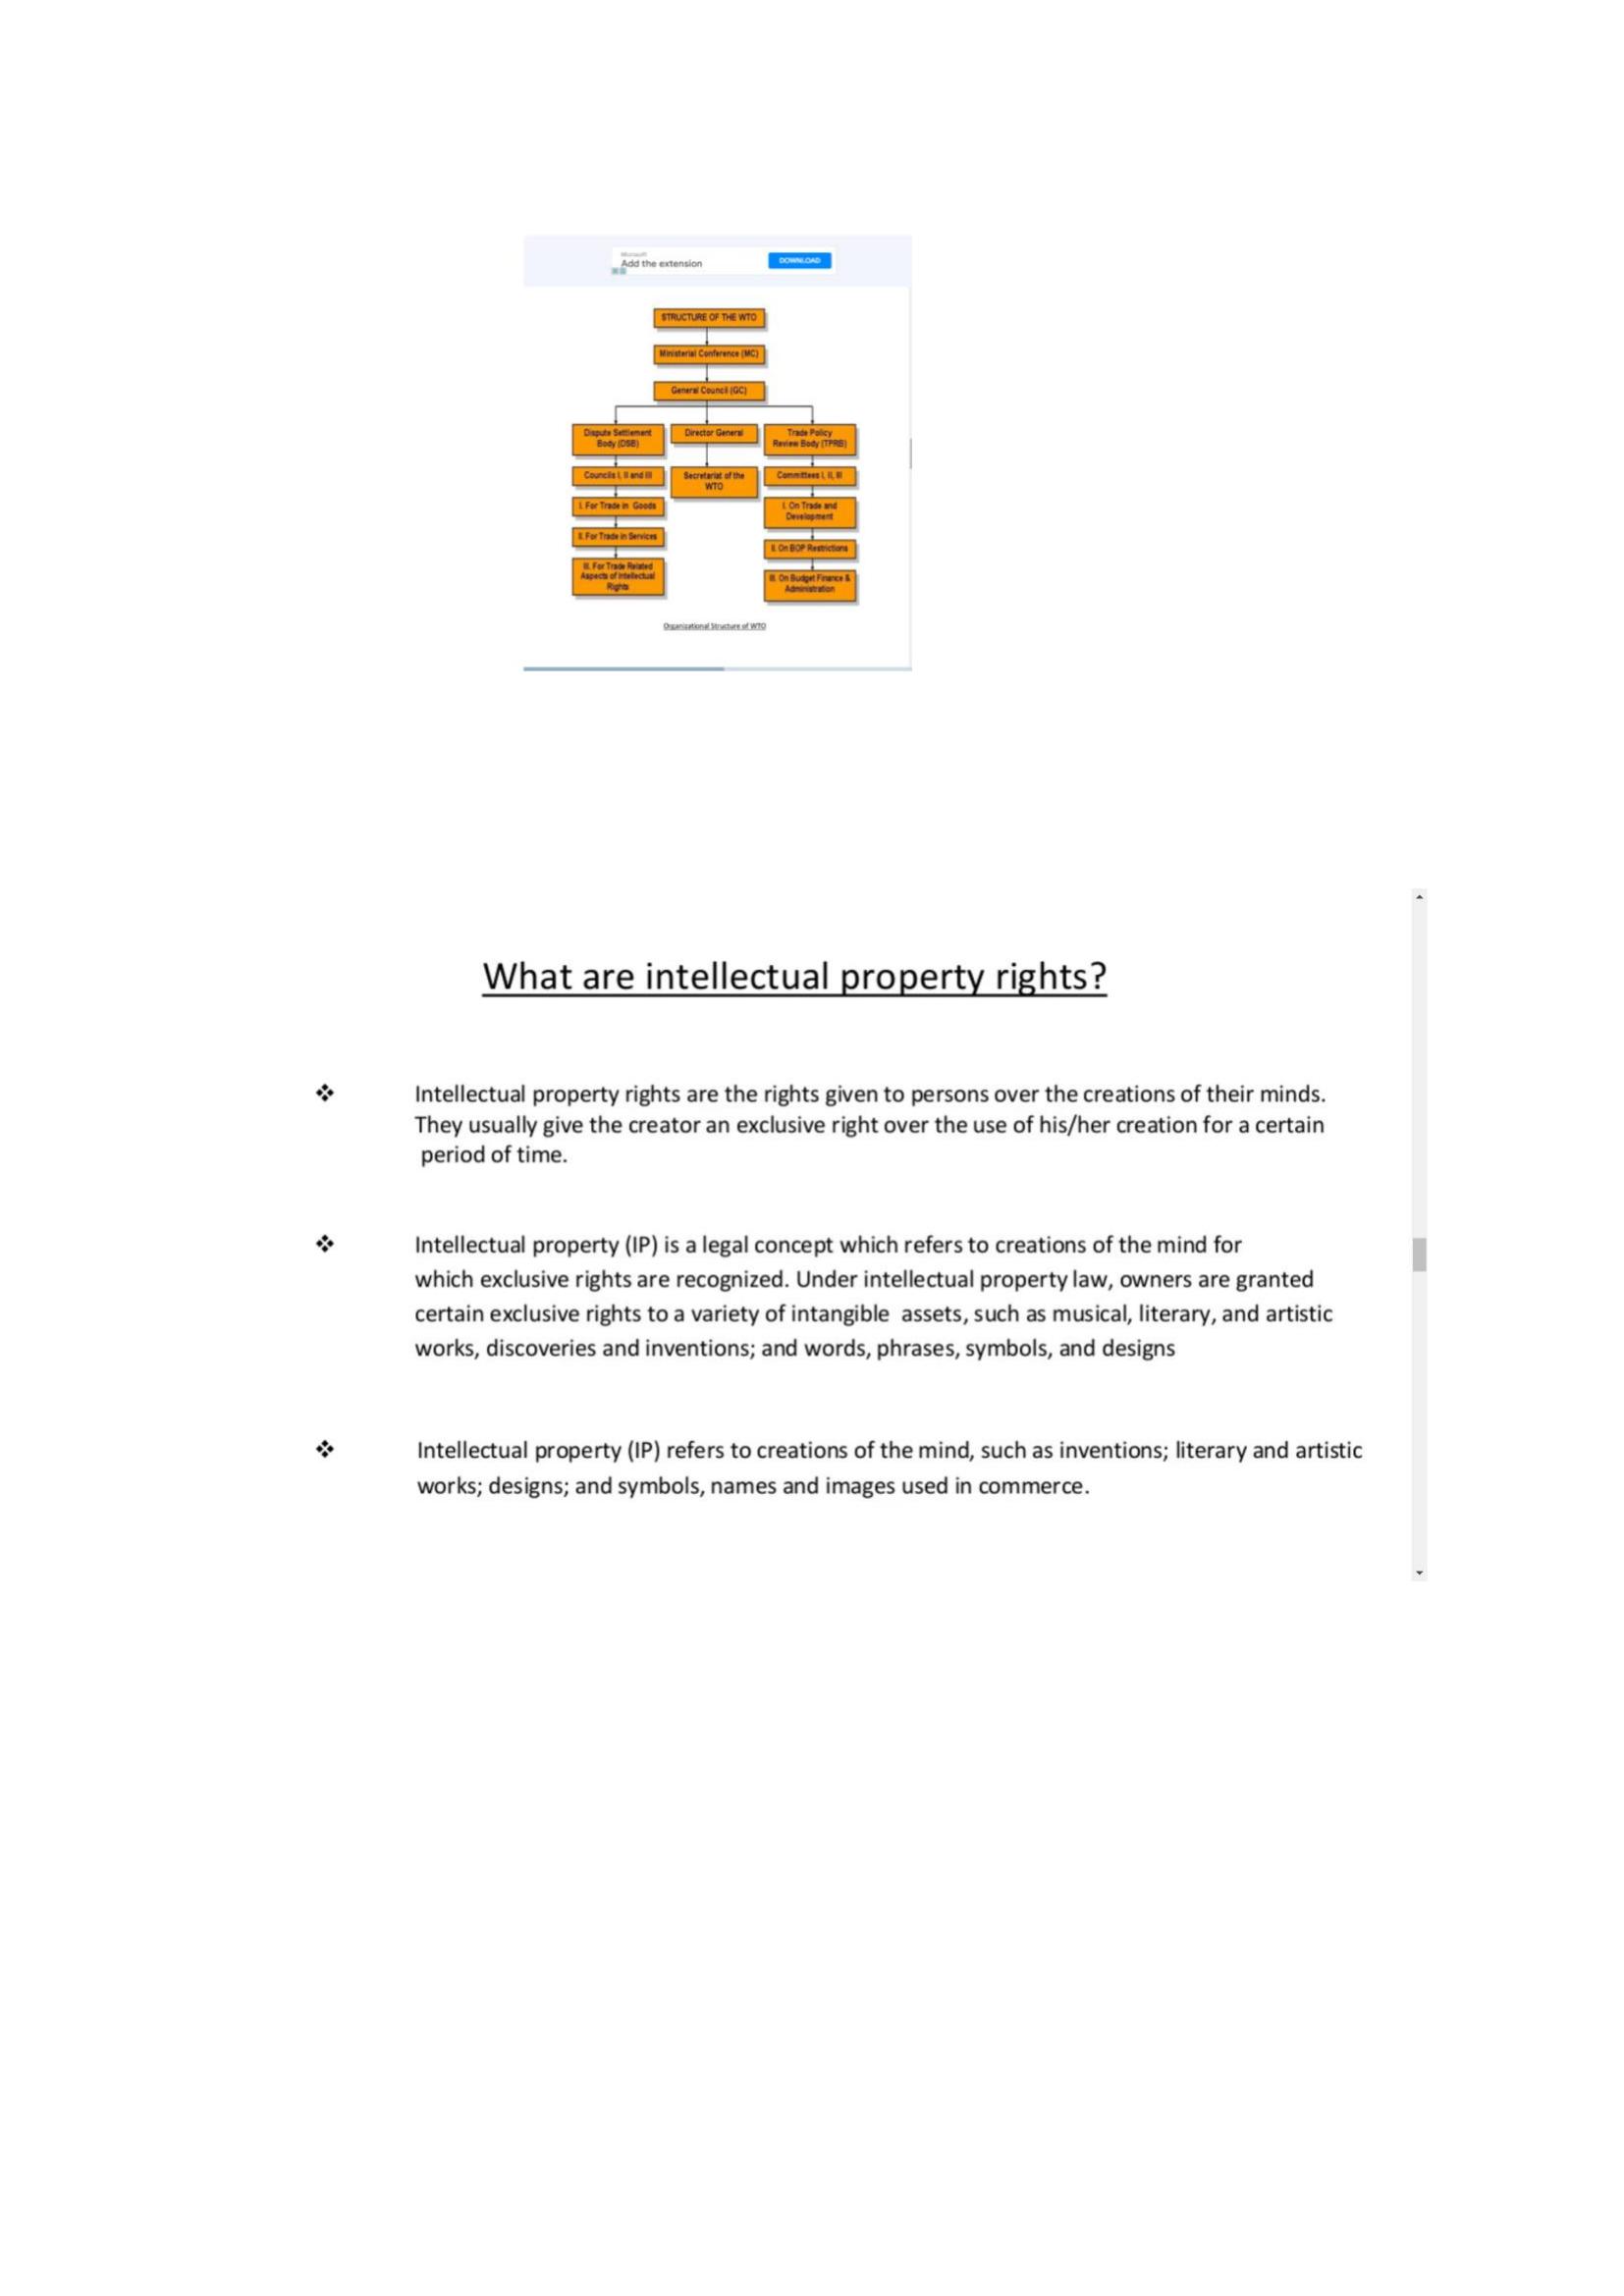 Microsoft
Add the extension
DOWNLOAD
STRUCTURE OF THE WTO
Ministerial Conference (MC)
General Council (GC)
Dispute Settlement
Body (DSB)
Director General
Trade Policy
Review Body (TPRB)
Councils I, II and III
Secretariat of the
WTO
Committees I, II, III
I. For Trade in Goods
I. On Trade and
Development
II. For Trade in Services
II. On BOP Restrictions
III. For Trade Related
Aspects of Intellectual
Rights
III. On Budget Finance &
Administration
Organizational Structure of WTO
What are intellectual property rights?
❖ Intellectual property rights are the rights given to persons over the creations of their minds.
They usually give the creator an exclusive right over the use of his/her creation for a certain
period of time.
❖ Intellectual property (IP) is a legal concept which refers to creations of the mind for
which exclusive rights are recognized. Under intellectual property law, owners are granted
certain exclusive rights to a variety of intangible assets, such as musical, literary, and artistic
works, discoveries and inventions; and words, phrases, symbols, and designs
❖ Intellectual property (IP) refers to creations of the mind, such as inventions; literary and artistic
works; designs; and symbols, names and images used in commerce.